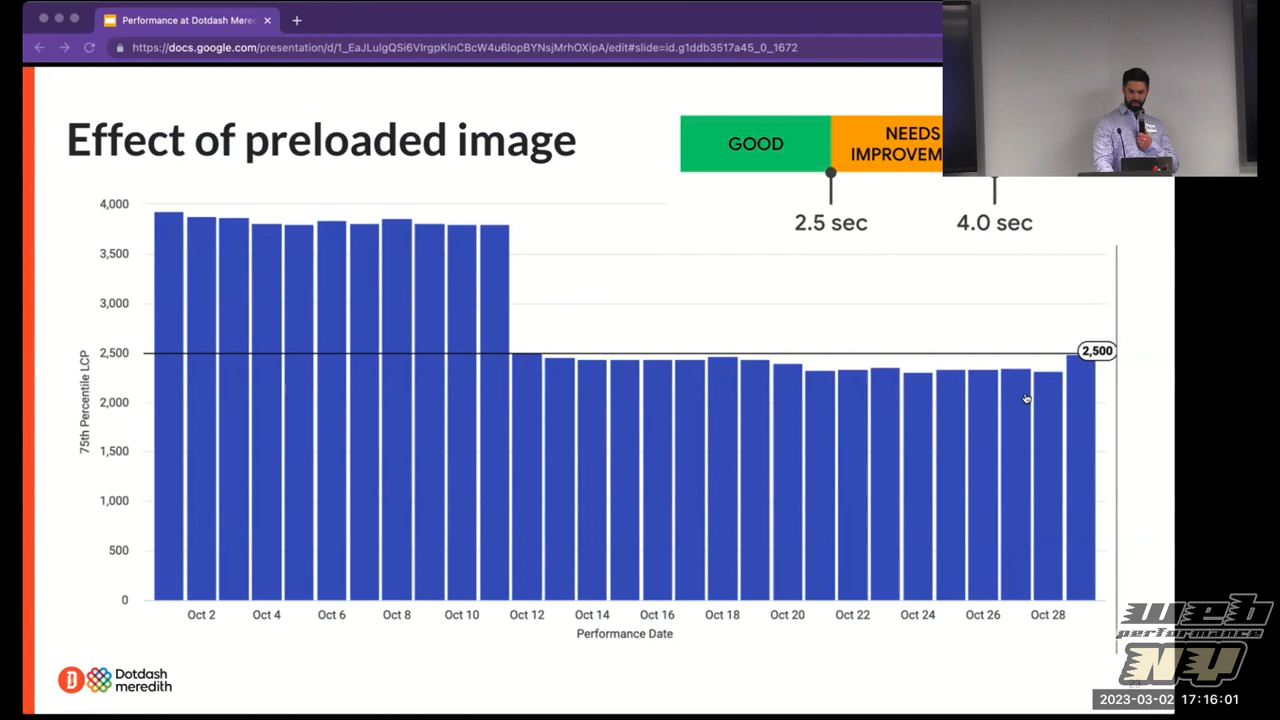 Performance at Dotdash Mere
https://docs.google.com/presentation/d/1_EaJLulgQSi6VIrgpKlnCBcW4u6lopBYNsjMrhOXipA/edit#slide=id.g1ddb3517a45_0_1672
Effect of preloaded image
GOOD
NEEDS
IMPROVEM
2.5 sec
4.0 sec
4,000
3,500
3,000
2,500
2,500
2,000
1,500
1,000
500
0
75th Percentile LCP
Oct 2 Oct 4 Oct 6 Oct 8 Oct 10 Oct 12 Oct 14 Oct 16 Oct 18 Oct 20 Oct 22 Oct 24 Oct 26 Oct 28
Performance Date
D
Dotdash
meredith
web
performance
NY
2023-03-02 17:16:01